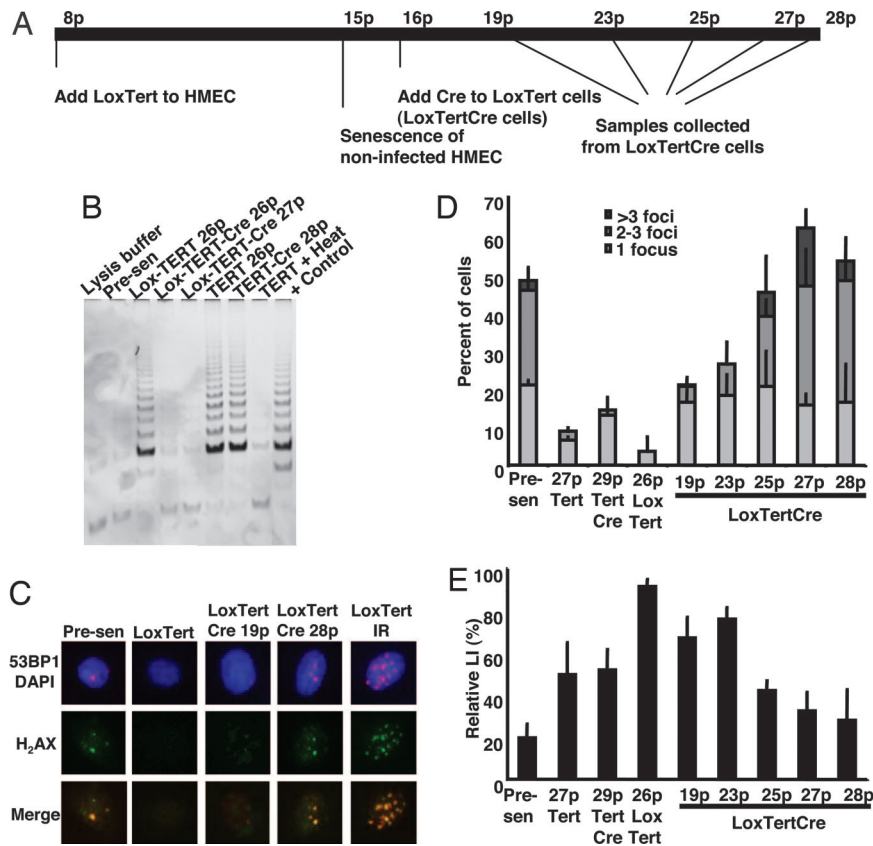 A
8p 15p 16p 19p 23p 25p 27p 28p
Add LoxTert to HMEC
Senescence of
non-infected HMEC
Add Cre to LoxTert cells
(LoxTertCre cells)
Samples collected
from LoxTertCre cells
B
Lysis buffer
Pre-sen
Lox-TERT 26p
Lox-TERT-Cre 26p
Lox-TERT-Cre 27p
TERT 26p
TERT-Cre 28p
TERT + Heat
+ Control
C
Pre-sen
LoxTert
LoxTert
Cre 19p
LoxTert
Cre 28p
LoxTert
IR
53BP1
DAPI
H2AX
Merge
D
Percent of cells
70
60
50
40
30
20
10
0
>3 foci
2-3 foci
1 focus
Pre-
sen
27p
Tert
29p
Tert
Cre
26p
Lox
Tert
19p 23p 25p 27p 28p
LoxTertCre
E
Relative LI (%)
100
80
60
40
20
0
Pre-
sen
27p
Tert
29p
Tert
Cre
26p
Lox
Tert
19p 23p 25p 27p 28p
LoxTertCre